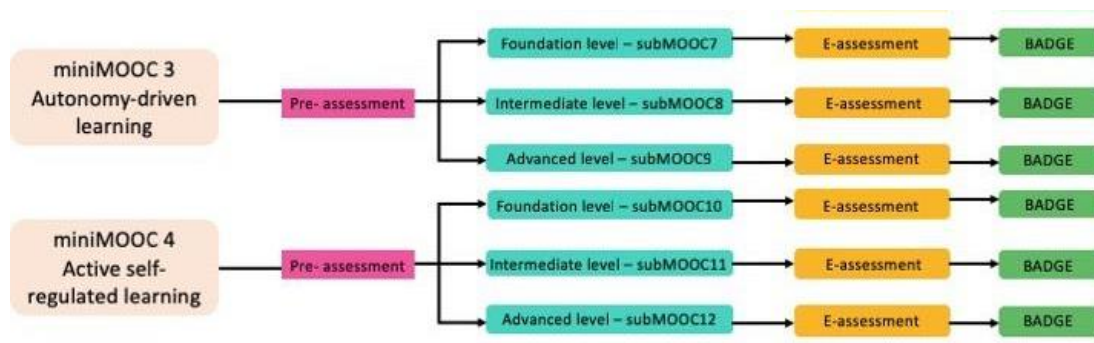 miniMOOC 3
Autonomy-driven
learning
Pre- assessment
Foundation level – subMOOC7
E-assessment
BADGE
Intermediate level – subMOOC8
E-assessment
BADGE
Advanced level – subMOOC9
E-assessment
BADGE
miniMOOC 4
Active self-
regulated learning
Pre- assessment
Foundation level – subMOOC10
E-assessment
BADGE
Intermediate level – subMOOC11
E-assessment
BADGE
Advanced level – subMOOC12
E-assessment
BADGE